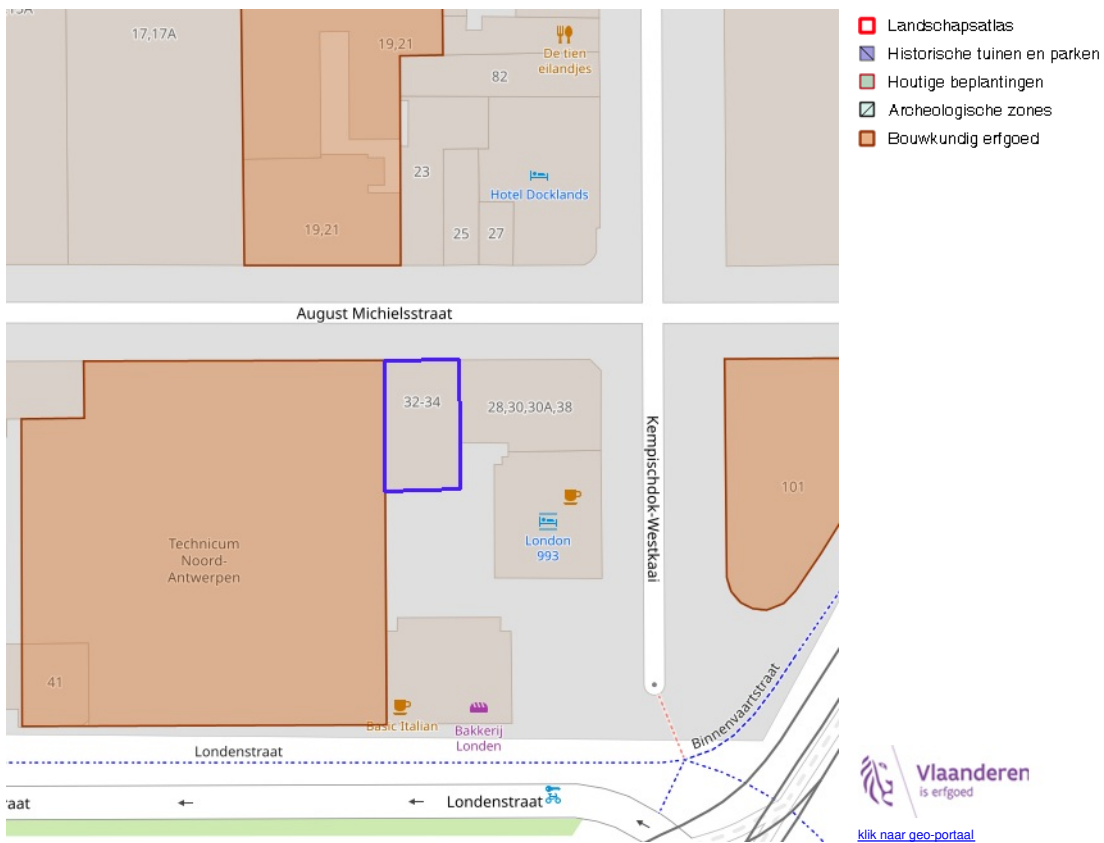 17,17A
19,21
De tien
eilandjes
82
23
Hotel Docklands
19,21
25
27
August Michielsstraat
32-34
28,30,30A,38
Kempischdok-Westkaai
101
Technicum
Noord-
Antwerpen
London
993
41
Basic Italian
Bakkerij
Londen
Binnenvaartstraat
Londenstraat
Londenstraat
Landschapsatlas
Historische tuinen en parken
Houtige beplantingen
Archeologische zones
Bouwkundig erfgoed
Vlaanderen
is erfgoed
klik naar geo-portaal